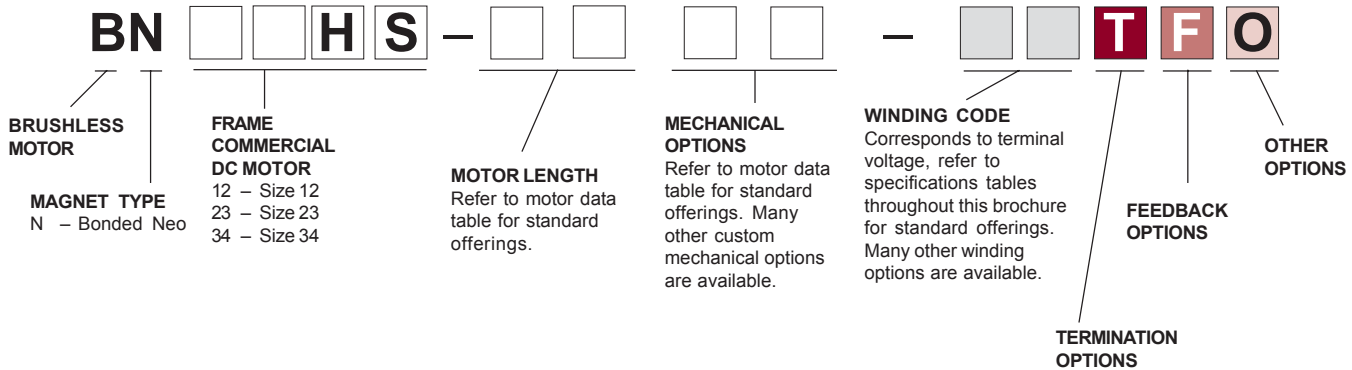 BN HS – – TFO
BRUSHLESS
MOTOR
MAGNET TYPE
N – Bonded Neo
FRAME
COMMERCIAL
DC MOTOR
12 – Size 12
23 – Size 23
34 – Size 34
MOTOR LENGTH
Refer to motor data
table for standard
offerings.
MECHANICAL
OPTIONS
Refer to motor data
table for standard
offerings. Many
other custom
mechanical options
are available.
WINDING CODE
Corresponds to terminal
voltage, refer to
specifications tables
throughout this brochure
for standard offerings.
Many other winding
options are available.
TERMINATION
OPTIONS
FEEDBACK
OPTIONS
OTHER
OPTIONS